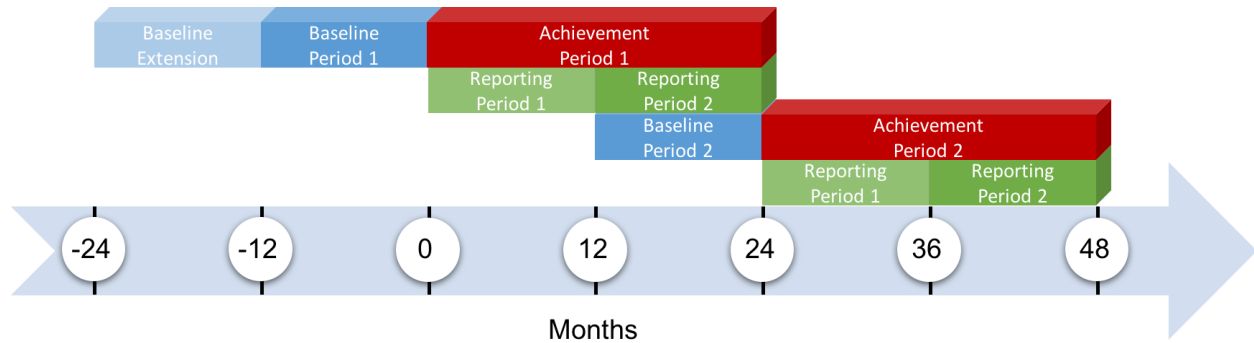 Baseline
Extension
Baseline
Period 1
Achievement
Period 1
Reporting
Period 1
Reporting
Period 2
Baseline
Period 2
Achievement
Period 2
Reporting
Period 1
Reporting
Period 2
-24
-12
0
12
24
36
48
Months